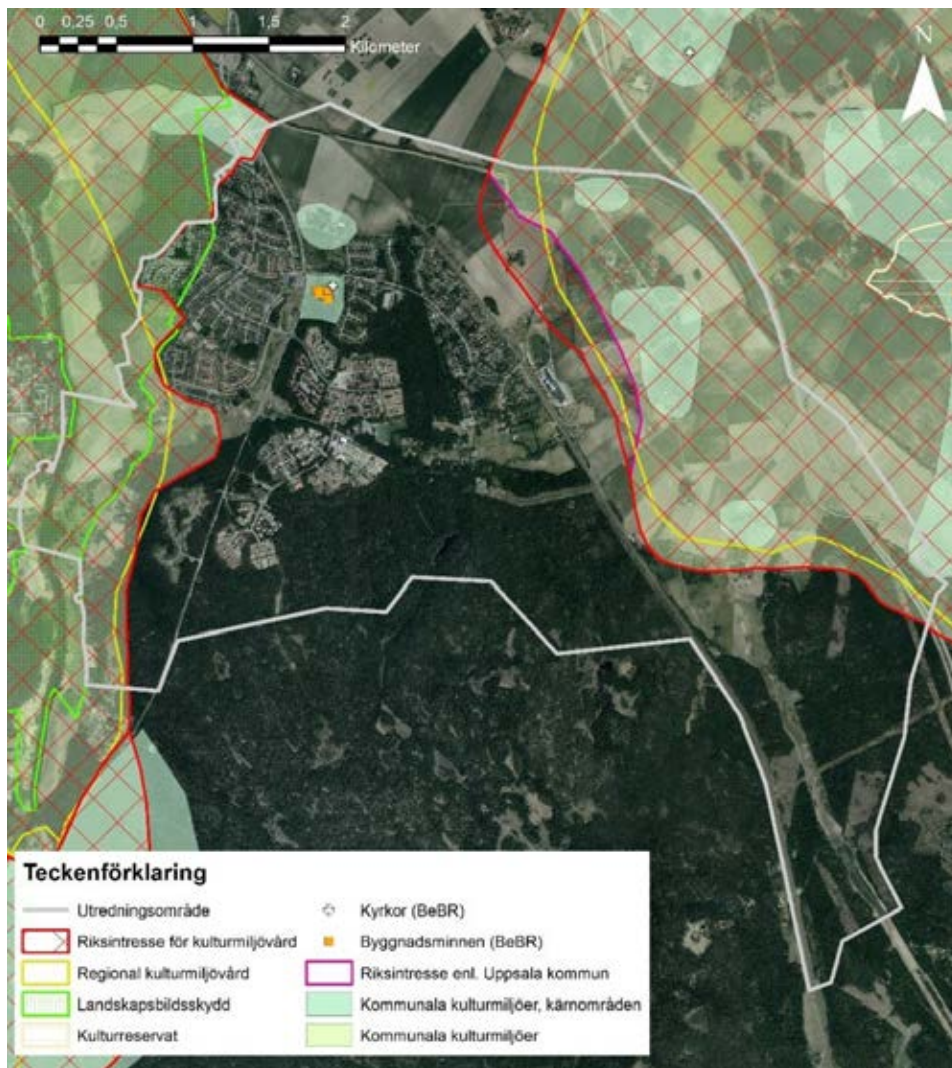 0 0,25 0,5 1 1,5 2
Kilometer
N
Teckenförklaring
Utredningsområde
Riksintresse för kulturmiljövård
Regional kulturmiljövård
Landskapsbildsskydd
Kulturreservat
Kyrkor (BeBR)
Byggnadsminnen (BeBR)
Riksintresse enl. Uppsala kommun
Kommunala kulturmiljöer, kärnområden
Kommunala kulturmiljöer